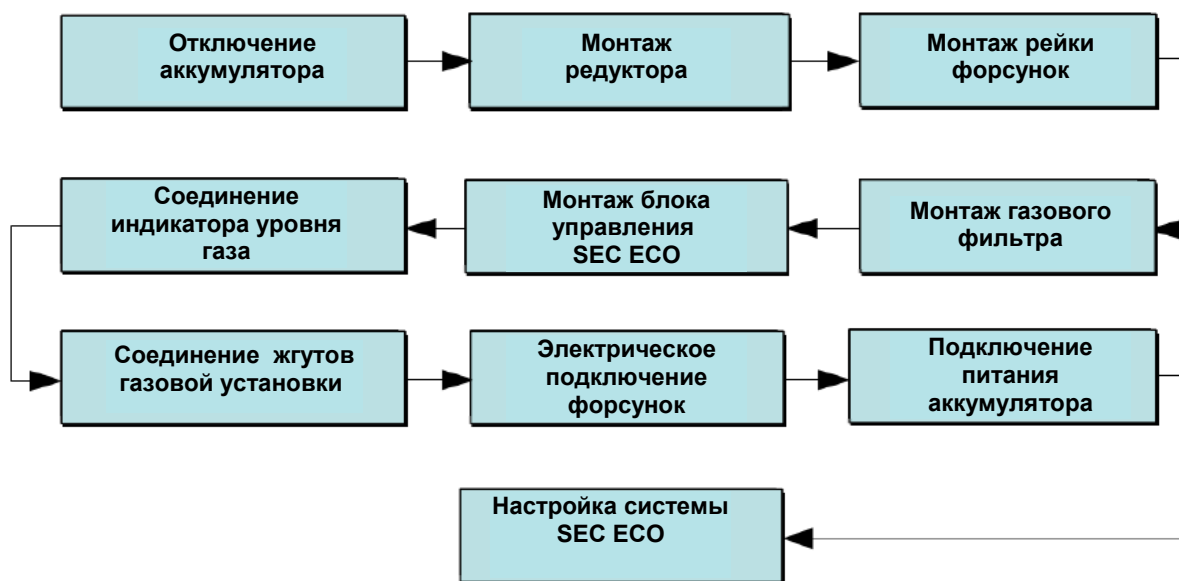 Отключение
аккумулятора
Монтаж
редуктора
Монтаж рейки
форсунок
Монтаж газового
фильтра
Монтаж блока
управления
SEC ECO
Соединение
индикатора уровня
газа
Соединение жгутов
газовой установки
Электрическое
подключение
форсунок
Подключение
питания
аккумулятора
Настройка системы
SEC ECO